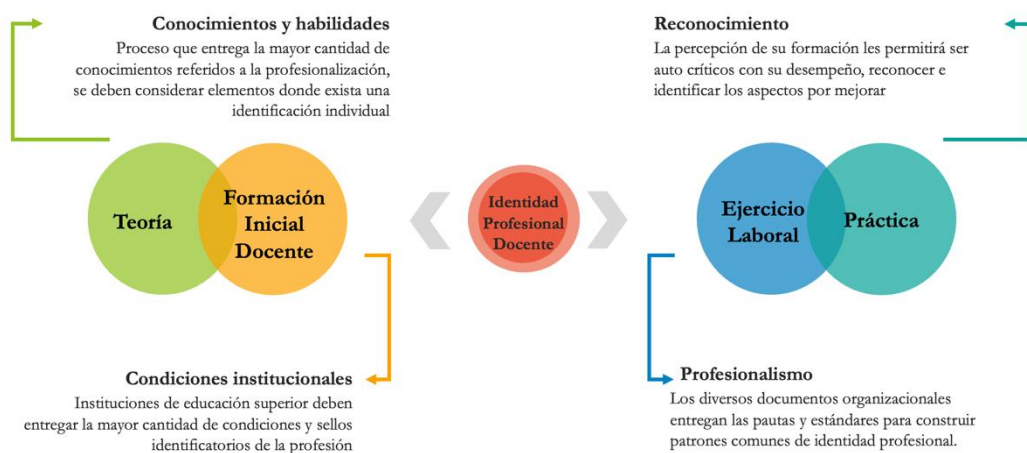 Conocimientos y habilidades
Proceso que entrega la mayor cantidad de
conocimientos referidos a la profesionalización,
se deben considerar elementos donde exista una
identificación individual
Reconocimiento
La percepción de su formación les permitirá ser
auto críticos con su desempeño, reconocer e
identificar los aspectos por mejorar
Teoría
Formación
Inicial
Docente
Identidad
Profesional
Docente
Ejercicio
Laboral
Práctica
Condiciones institucionales
Instituciones de educación superior deben
entregar la mayor cantidad de condiciones y sellos
identificatorios de la profesión
Profesionalismo
Los diversos documentos organizacionales
entregan las pautas y estándares para construir
patrones comunes de identidad profesional.